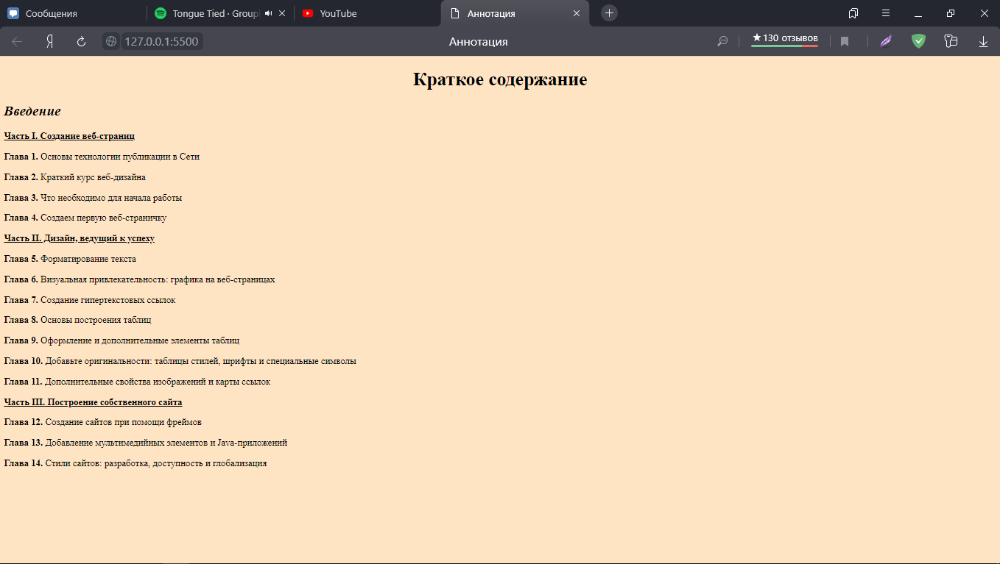 Сообщения
Tongue Tied · Group
YouTube
Аннотация
127.0.0.1:5500
Аннотация
★ 130 отзывов
Краткое содержание
Введение
Часть I. Создание веб-страниц
Глава 1. Основы технологии публикации в Сети
Глава 2. Краткий курс веб-дизайна
Глава 3. Что необходимо для начала работы
Глава 4. Создаем первую веб-страничку
Часть II. Дизайн, ведущий к успеху
Глава 5. Форматирование текста
Глава 6. Визуальная привлекательность: графика на веб-страницах
Глава 7. Создание гипертекстовых ссылок
Глава 8. Основы построения таблиц
Глава 9. Оформление и дополнительные элементы таблиц
Глава 10. Добавьте оригинальности: таблицы стилей, шрифты и специальные символы
Глава 11. Дополнительные свойства изображений и карты ссылок
Часть III. Построение собственного сайта
Глава 12. Создание сайтов при помощи фреймов
Глава 13. Добавление мультимедийных элементов и Java-приложений
Глава 14. Стили сайтов: разработка, доступность и глобализация